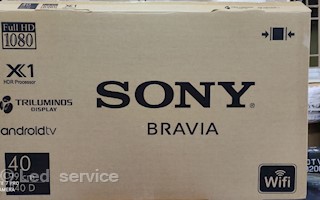 Full HD
1080
X1
HDR Processor
TRILUMINOS
DISPLAY
androidtv
SONY
BRAVIA
40
Led service
Wifi